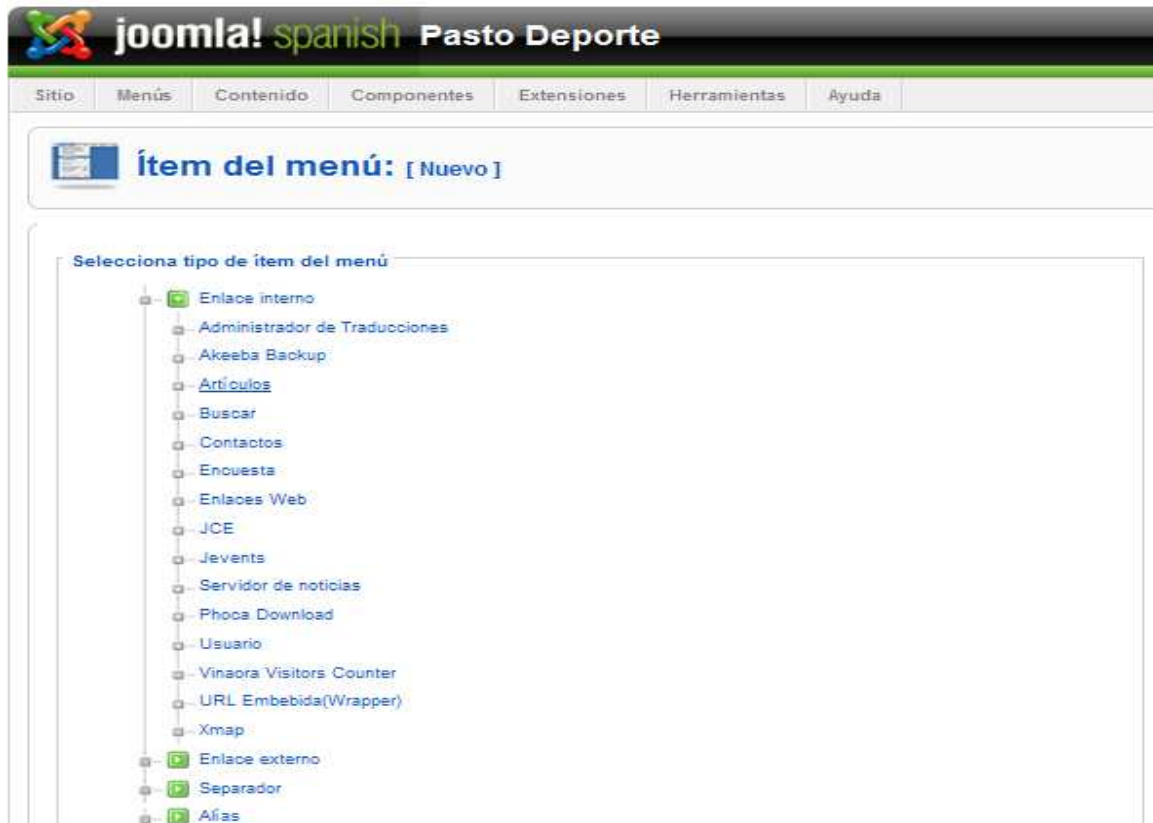 joomla! spanish Pasto Deporte
Sitio Menús Contenido Componentes Extensiones Herramientas Ayuda
Ítem del menú: [ Nuevo ]
Selecciona tipo de ítem del menú
Enlace interno
Administrador de Traducciones
Akeeba Backup
Artículos
Buscar
Contactos
Encuesta
Enlaces Web
JCE
Jevents
Servidor de noticias
Phoca Download
Usuario
Vinaora Visitors Counter
URL Embebida(Wrapper)
Xmap
Enlace externo
Separador
Alias